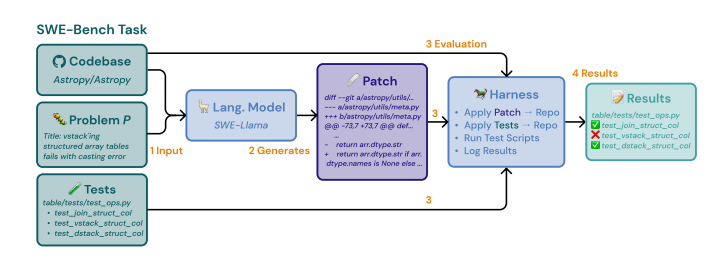 SWE-Bench Task
Codebase
Astropy/Astropy
Problem P
Title: vstack'ing
structured array tables
fails with casting error
Tests
table/tests/test_ops.py
• test_join_struct_col
• test_vstack_struct_col
• test_dstack_struct_col
1 Input
Lang. Model
SWE-Llama
2 Generates
Patch
diff --git a/astropy/utils/...
--- a/astropy/utils/meta.py
+++ b/astropy/utils/meta.py
@@ -73,7 +73,7 @@ def...
...
- return arr.dtype.str
+ return arr.dtype.str if arr.
dtype.names is None else ...
3 Evaluation
3
3
Harness
• Apply Patch → Repo
• Apply Tests → Repo
• Run Test Scripts
• Log Results
4 Results
Results
table/tests/test_ops.py
✅ test_join_struct_col
❌ test_vstack_struct_col
✅ test_dstack_struct_col